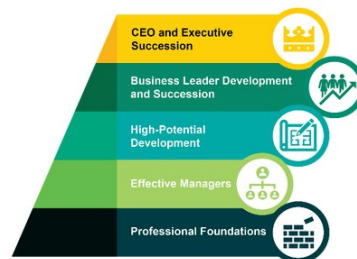 CEO and Executive
Succession
Business Leader Development
and Succession
High-Potential
Development
Effective Managers
Professional Foundations